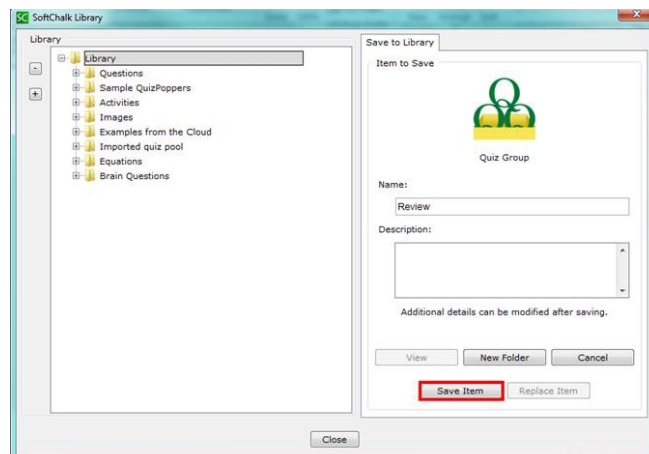 SC SoftChalk Library
Library
Library
Questions
Sample QuizPoppers
Activities
Images
Examples from the Cloud
Imported quiz pool
Equations
Brain Questions
Save to Library
Item to Save
Quiz Group
Name:
Review
Description:
Additional details can be modified after saving.
View New Folder Cancel
Save Item Replace Item
Close